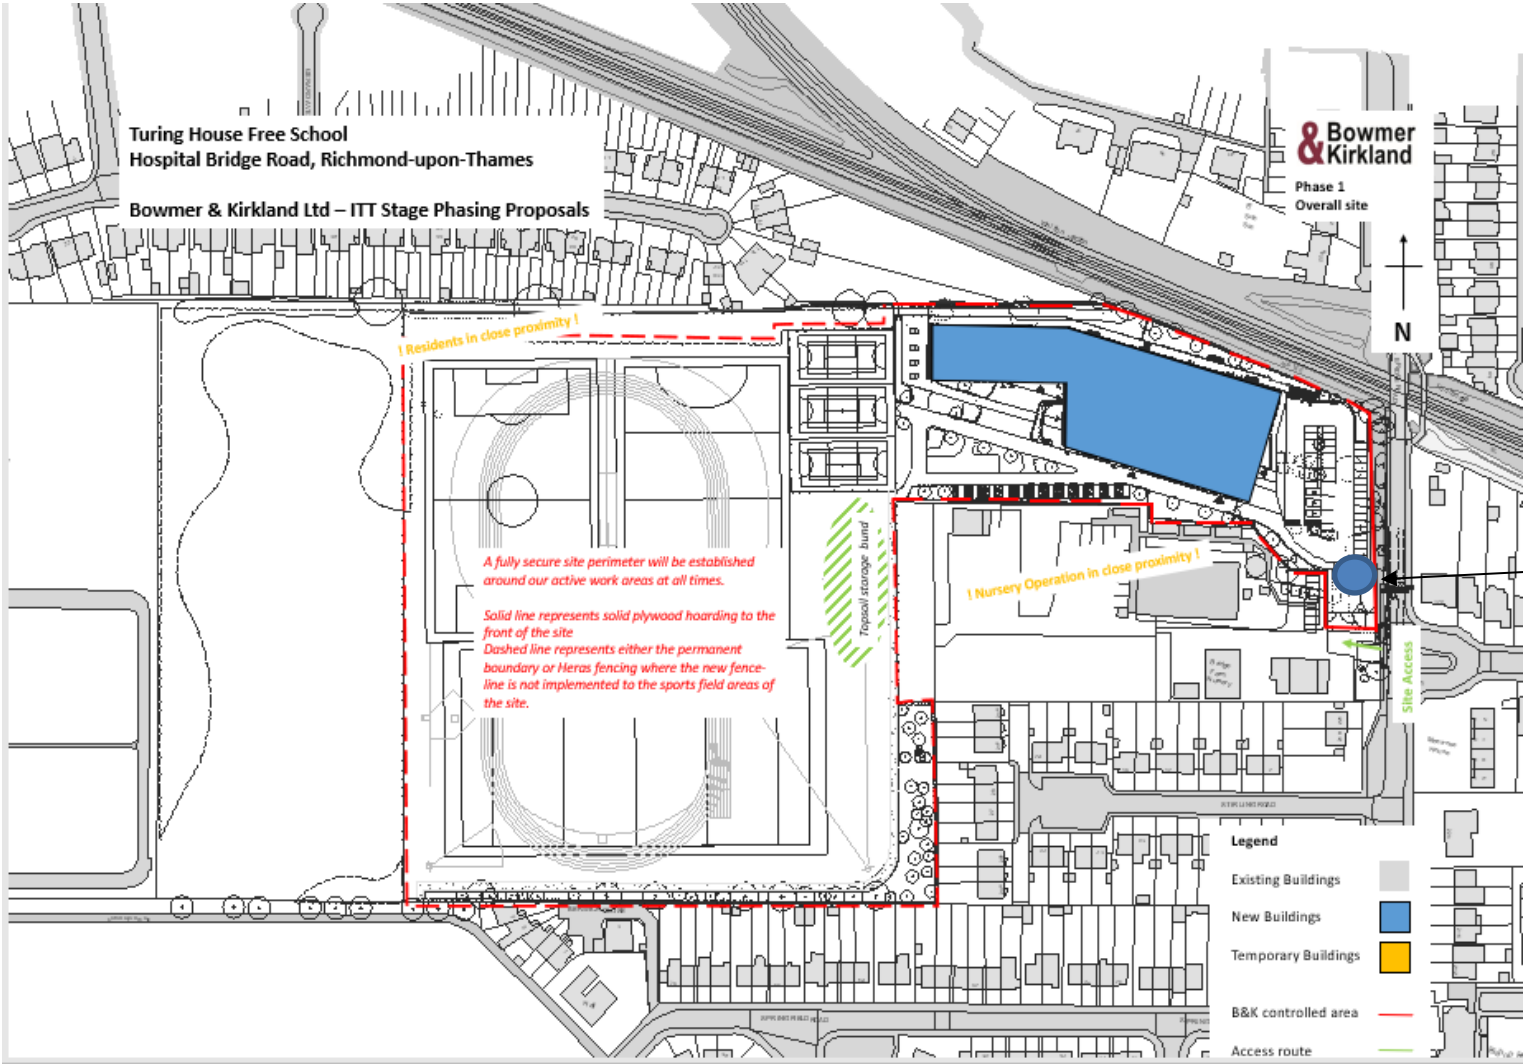 Turing House Free School
Hospital Bridge Road, Richmond-upon-Thames
Bowmer & Kirkland Ltd – ITT Stage Phasing Proposals
& Bowmer
Kirkland
Phase 1
Overall site
N
! Residents in close proximity !
A fully secure site perimeter will be established
around our active work areas at all times.
Solid line represents solid plywood hoarding to the
front of the site
Dashed line represents either the permanent
boundary or Heras fencing where the new fence-
line is not implemented to the sports field areas of
the site.
Topsoil storage bund
! Nursery Operation in close proximity !
Site Access
STIRLING ROAD
SPRINGFIELD ROAD
Legend
Existing Buildings
New Buildings
Temporary Buildings
B&K controlled area
Access route